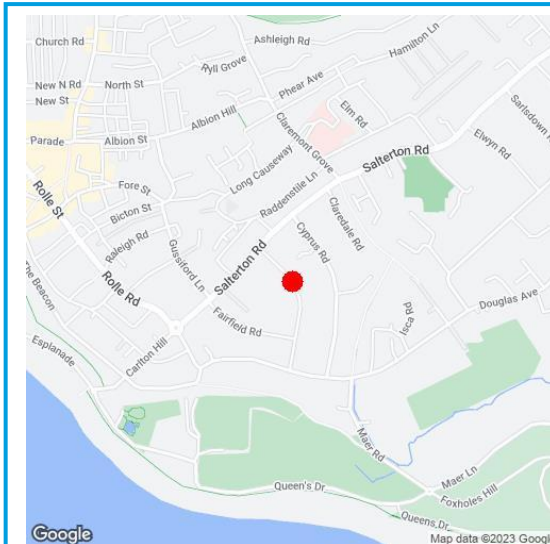 Church Rd
Ashleigh Rd
Hamilton Ln
Ryll Grove
New N Rd
North St
Phear Ave
New St
Elm Rd
Albion Hill
Sarlsdown R
Parade
Albion St
Claremont Grove
Elwyn Rd
Salterton Rd
Long Causeway
Fore St
Raddenstile Ln
Rolle St
Bicton St
Claredale Rd
Cyprus Rd
Raleigh Rd
Gussiford Ln
Salterton Rd
The Beacon
Rolle Rd
Isca Rd
Douglas Ave
Fairfield Rd
Esplanade
Carlton Hill
Maer Rd
Maer Ln
Queen's Dr
Foxholes Hill
Queens Dr
Google
Map data ©2023 Google